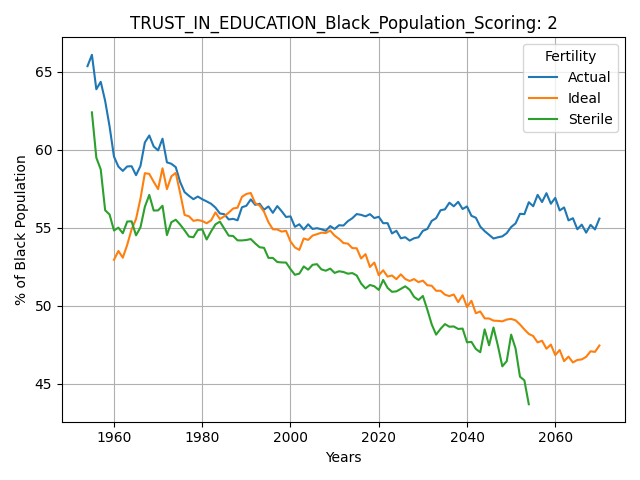 TRUST_IN_EDUCATION_Black_Population_Scoring: 2
Fertility
Actual
Ideal
Sterile
% of Black Population
65
60
55
50
45
1960 1980 2000 2020 2040 2060
Years